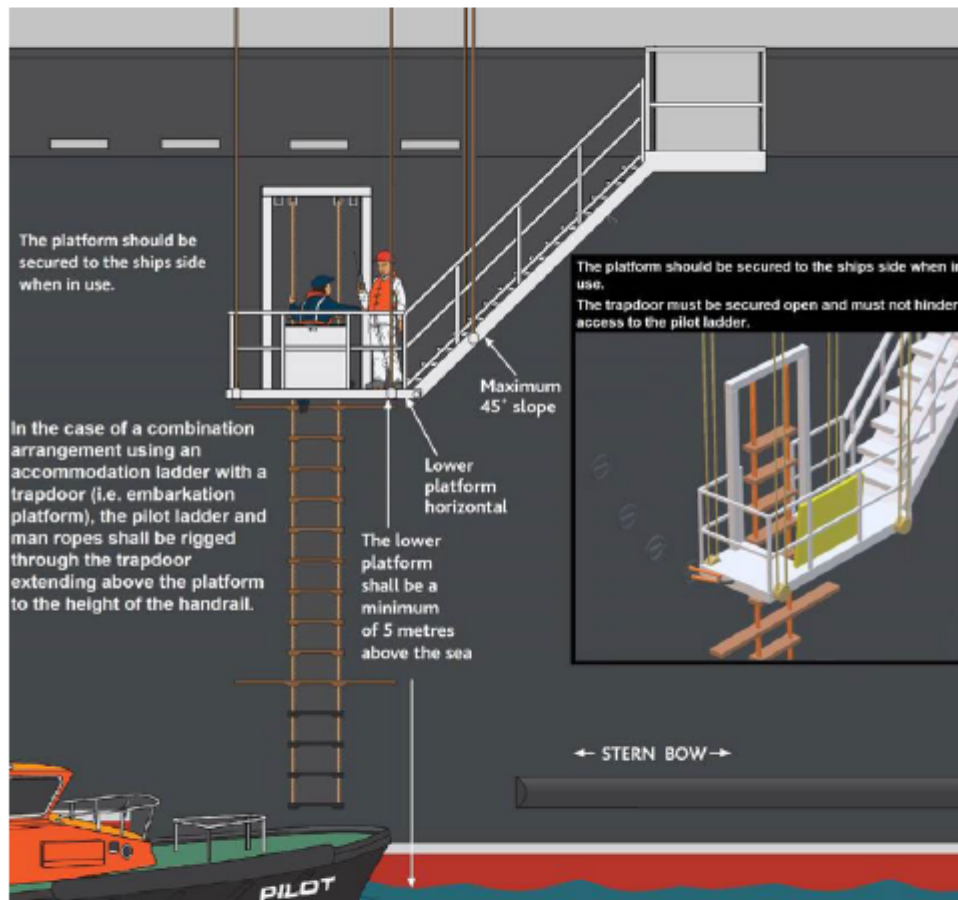 The platform should be
secured to the ships side
when in use.
The platform should be secured to the ships side when in
use.
The trapdoor must be secured open and must not hinder
access to the pilot ladder.
Maximum
45° slope
In the case of a combination
arrangement using an
accommodation ladder with a
trapdoor (i.e. embarkation
platform), the pilot ladder and
man ropes shall be rigged
through the trapdoor
extending above the platform
to the height of the handrail.
Lower
platform
horizontal
The lower
platform
shall be a
minimum
of 5 metres
above the sea
← STERN BOW →
PILOT